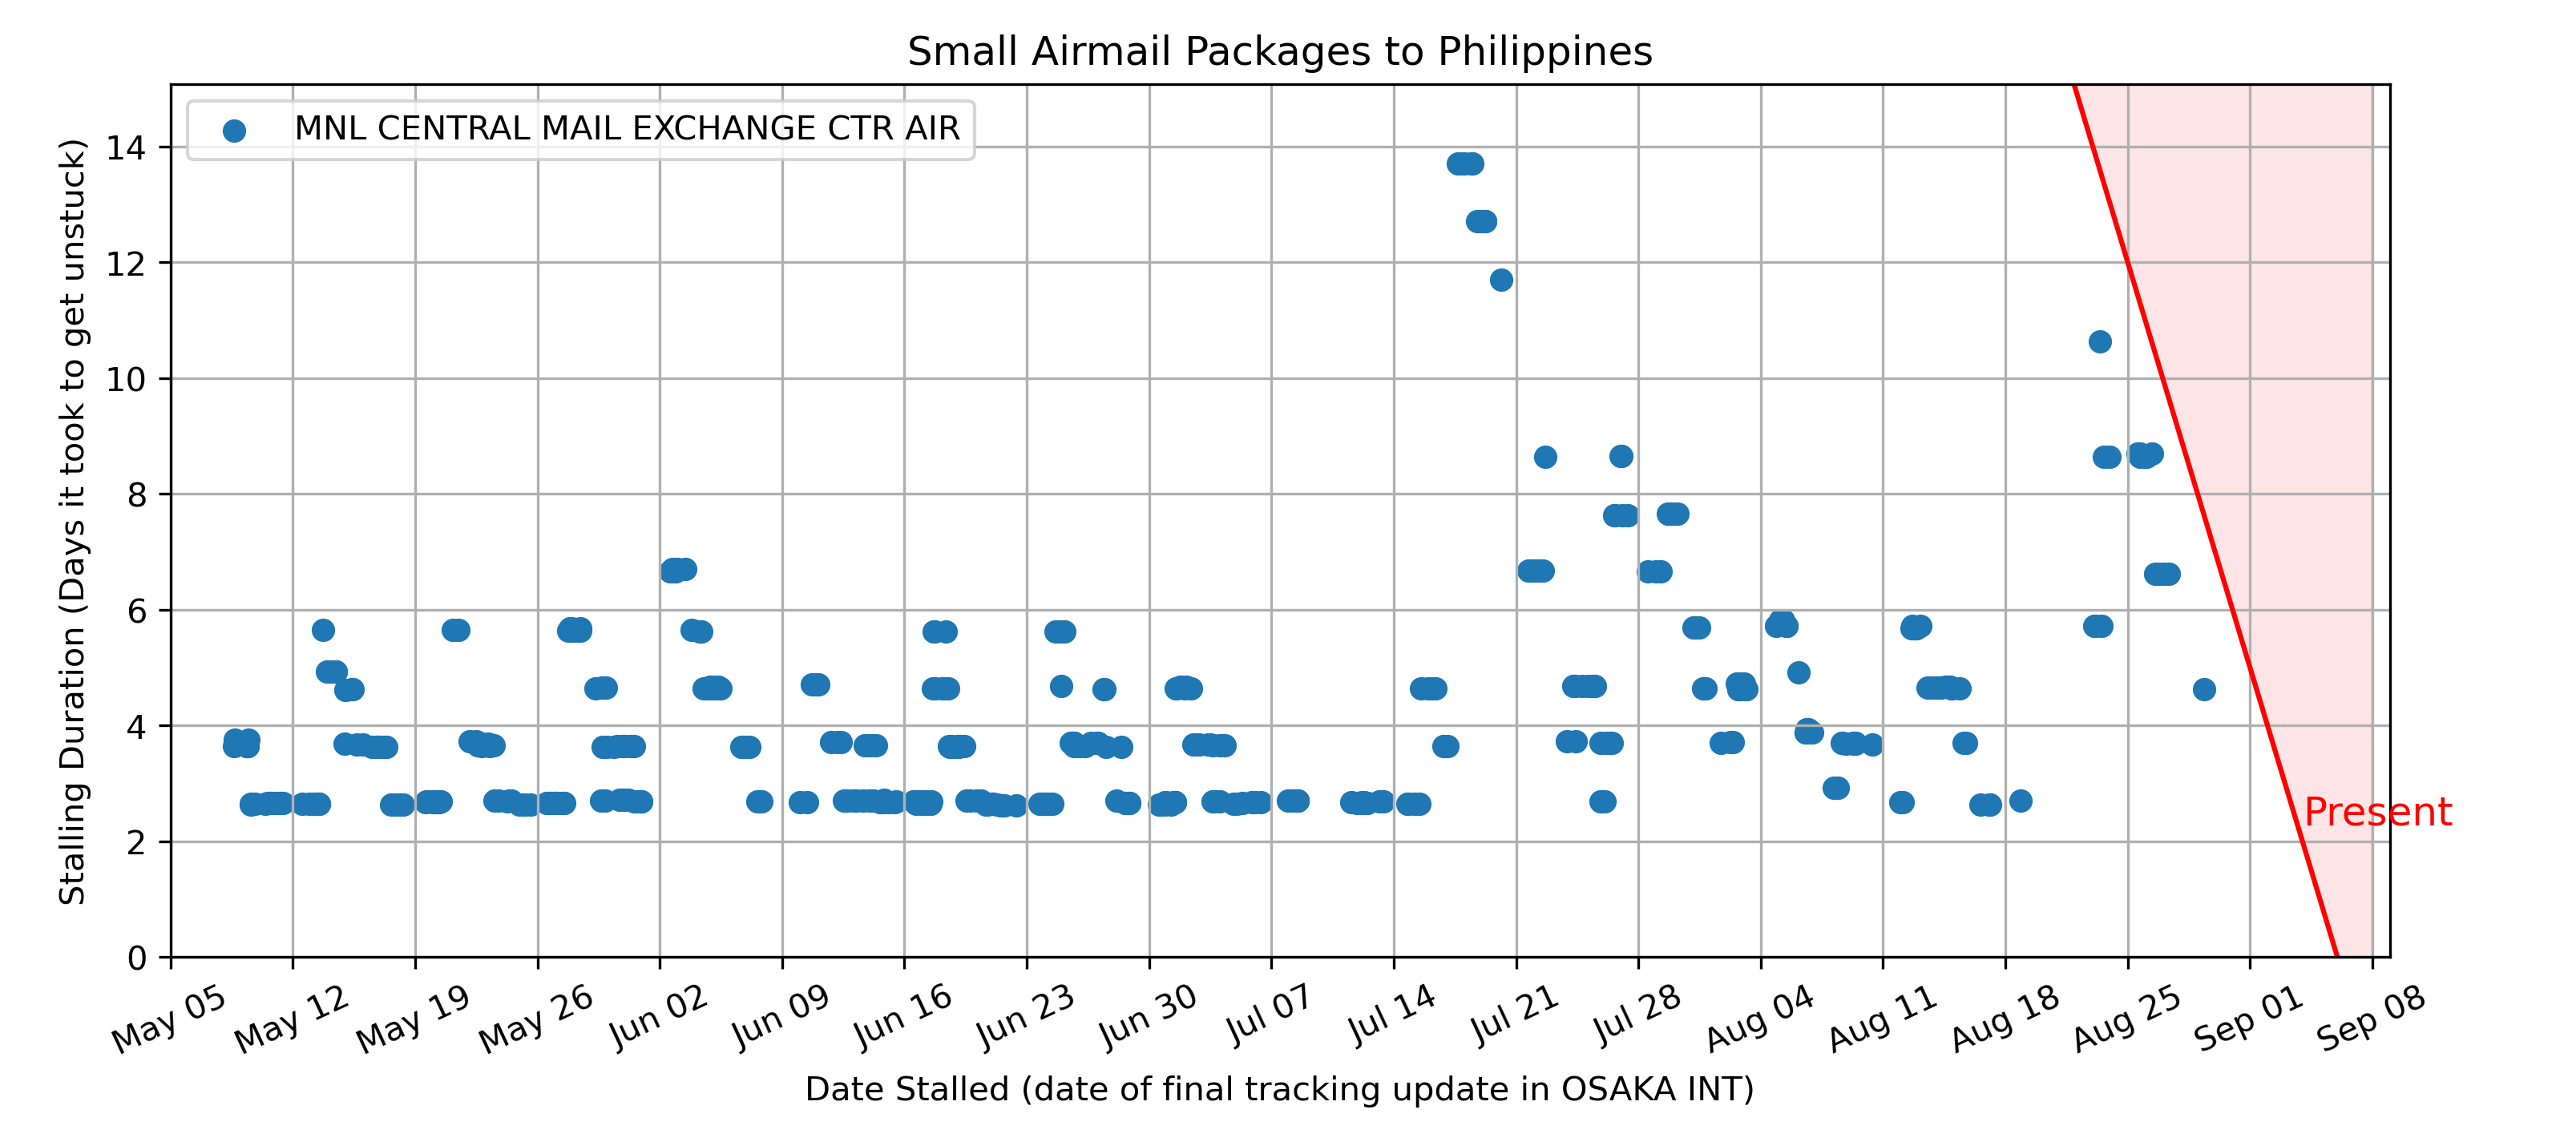 Small Airmail Packages to Philippines
MNL CENTRAL MAIL EXCHANGE CTR AIR
Stalling Duration (Days it took to get unstuck)
14
12
10
8
6
4
2
0
Present
May 05
May 12
May 19
May 26
Jun 02
Jun 09
Jun 16
Jun 23
Jun 30
Jul 07
Jul 14
Jul 21
Jul 28
Aug 04
Aug 11
Aug 18
Aug 25
Sep 01
Sep 08
Date Stalled (date of final tracking update in OSAKA INT)